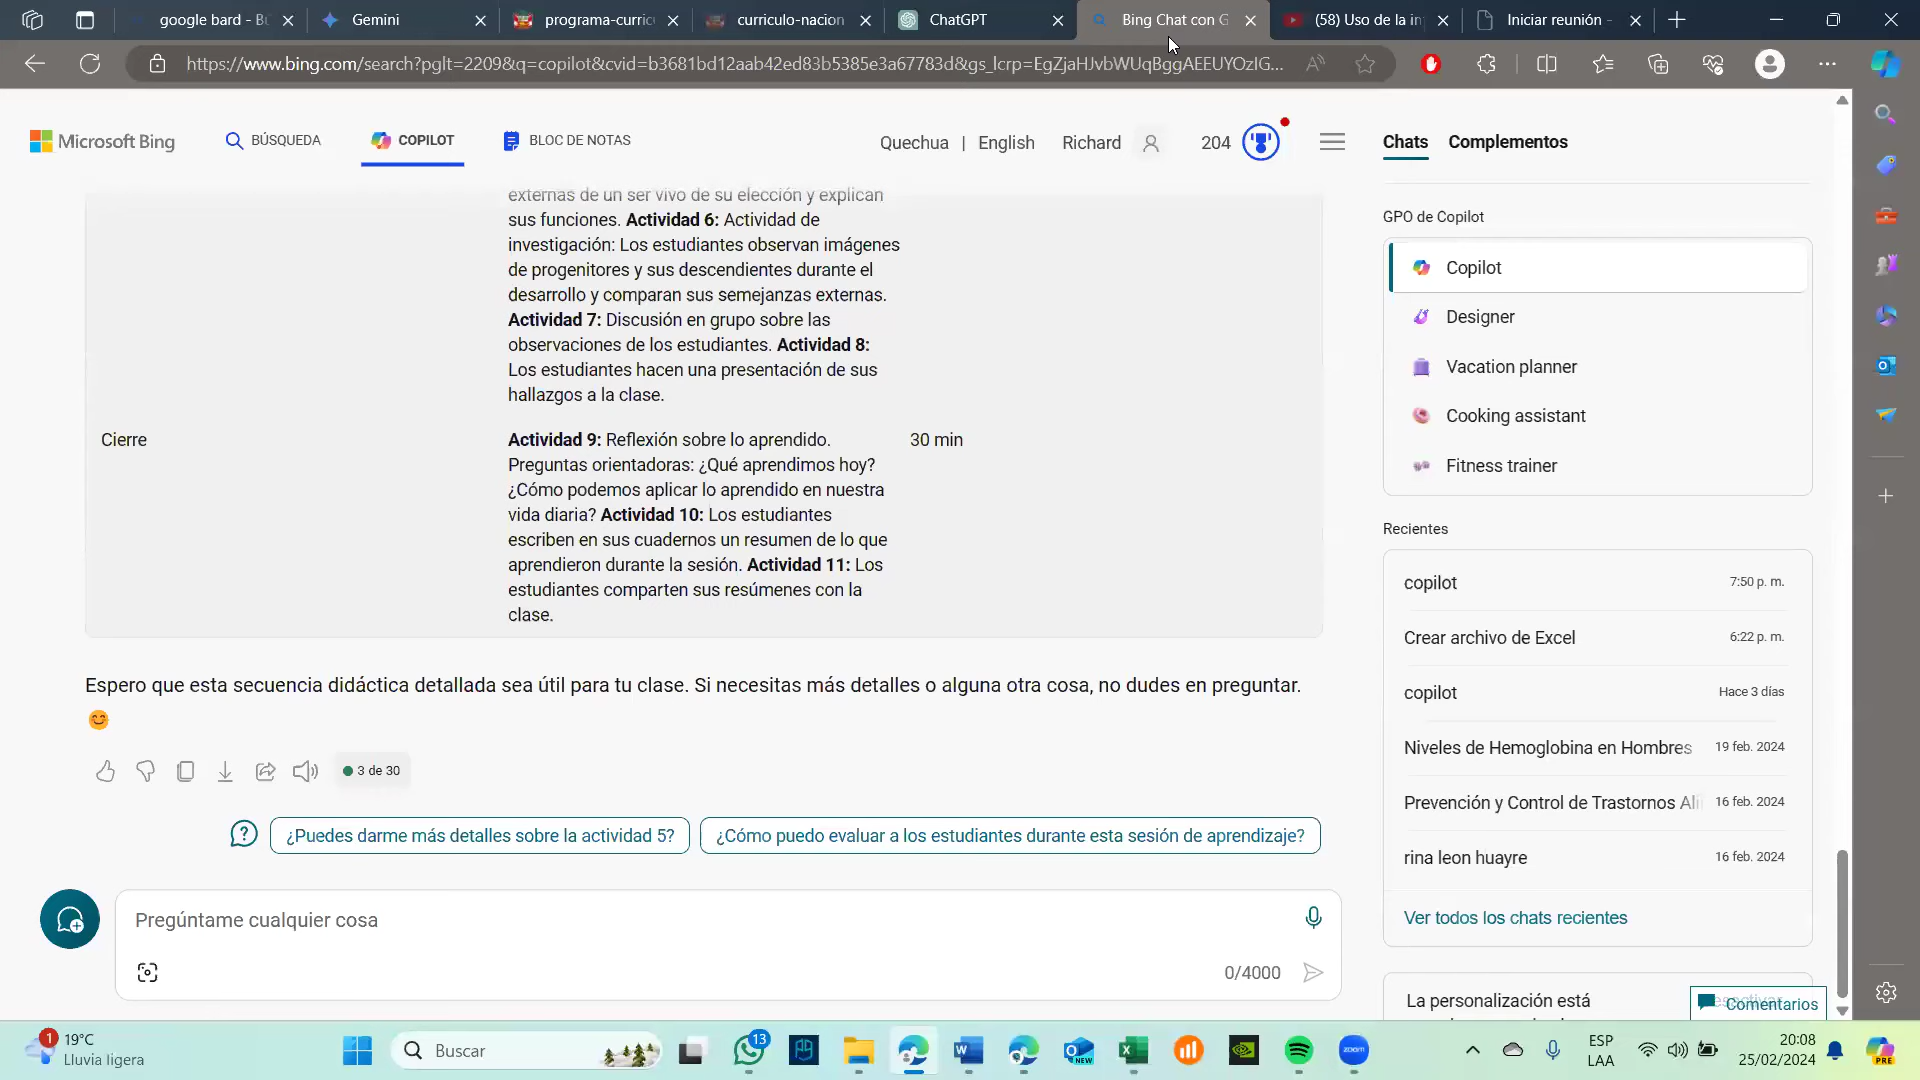 google bard - B
Gemini
programa-curric
curriculo-nacion
ChatGPT
Bing Chat con G
(58) Uso de la in
Iniciar reunión -
https://www.bing.com/search?pglt=2209&q=copilot&cvid=b3681bd12aab42ed83b5385e3a67783d&gs_lcrp=EgZjaHJvbWUqBggAEEUYOzIG...
Microsoft Bing
BÚSQUEDA
COPILOT
BLOC DE NOTAS
Quechua | English
Richard
204
externas de un ser vivo de su elección y explican
sus funciones. Actividad 6: Actividad de
investigación: Los estudiantes observan imágenes
de progenitores y sus descendientes durante el
desarrollo y comparan sus semejanzas externas.
Actividad 7: Discusión en grupo sobre las
observaciones de los estudiantes. Actividad 8:
Los estudiantes hacen una presentación de sus
hallazgos a la clase.
Cierre
Actividad 9: Reflexión sobre lo aprendido.
Preguntas orientadoras: ¿Qué aprendimos hoy?
¿Cómo podemos aplicar lo aprendido en nuestra
vida diaria? Actividad 10: Los estudiantes
escriben en sus cuadernos un resumen de lo que
aprendieron durante la sesión. Actividad 11: Los
estudiantes comparten sus resúmenes con la
clase.
30 min
Espero que esta secuencia didáctica detallada sea útil para tu clase. Si necesitas más detalles o alguna otra cosa, no dudes en preguntar.
😊
3 de 30
¿Puedes darme más detalles sobre la actividad 5?
¿Cómo puedo evaluar a los estudiantes durante esta sesión de aprendizaje?
Pregúntame cualquier cosa
0/4000
Chats
Complementos
GPO de Copilot
Copilot
Designer
Vacation planner
Cooking assistant
Fitness trainer
Recientes
copilot 7:50 p. m.
Crear archivo de Excel 6:22 p. m.
copilot Hace 3 días
Niveles de Hemoglobina en Hombres 19 feb. 2024
Prevención y Control de Trastornos Ali 16 feb. 2024
rina leon huayre 16 feb. 2024
Ver todos los chats recientes
La personalización está
Comentarios
1
19°C
Lluvia ligera
Buscar
13
NEW
zoom
ESP
LAA
20:08
25/02/2024
PRE